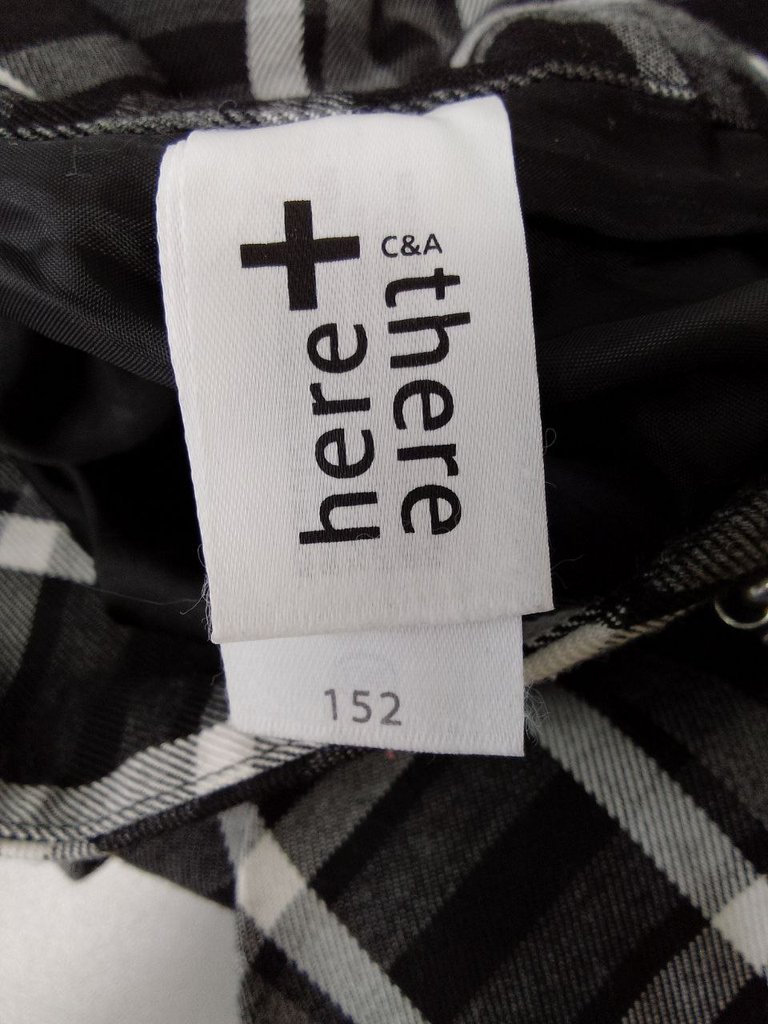 here +
there
C&A
152